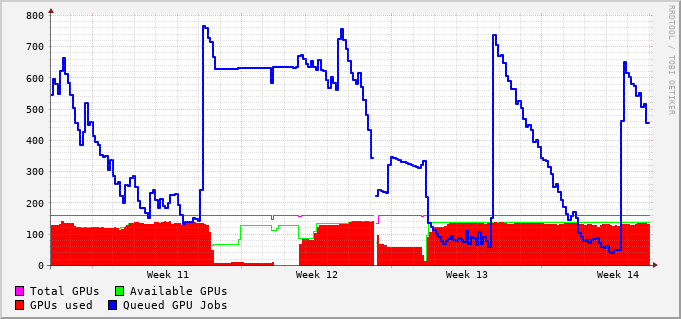 800
700
600
500
400
300
200
100
0
Week 11 Week 12 Week 13 Week 14
Total GPUs Available GPUs
GPUs used Queued GPU Jobs
RRDTOOL / TOBI OETIKER